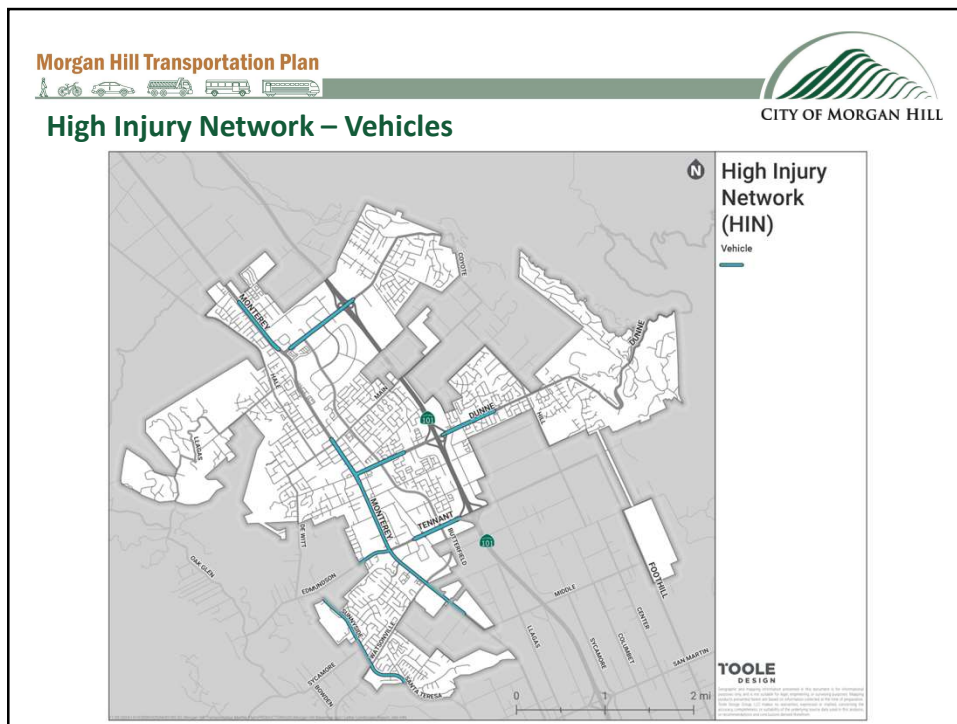 Morgan Hill Transportation Plan
CITY OF MORGAN HILL
High Injury Network – Vehicles
N
High Injury
Network
(HIN)
Vehicle
COYOTE
MONTEREY
HALE
MAIN
DUNNE
101
DUNNE
HILL
LLAGAS
MONTEREY
TENNANT
DE WITT
BUTTERFIELD
101
OAK GLEN
EDMUNDSON
MIDDLE
FOOTHILL
SUNNYSIDE
WATSONVILLE
CENTER
COLUMBET
SYCAMORE
LLAGAS
SAN MARTIN
SYCAMORE
BOWDEN
SANTA TERESA
0 1 2 mi
TOOLE
DESIGN